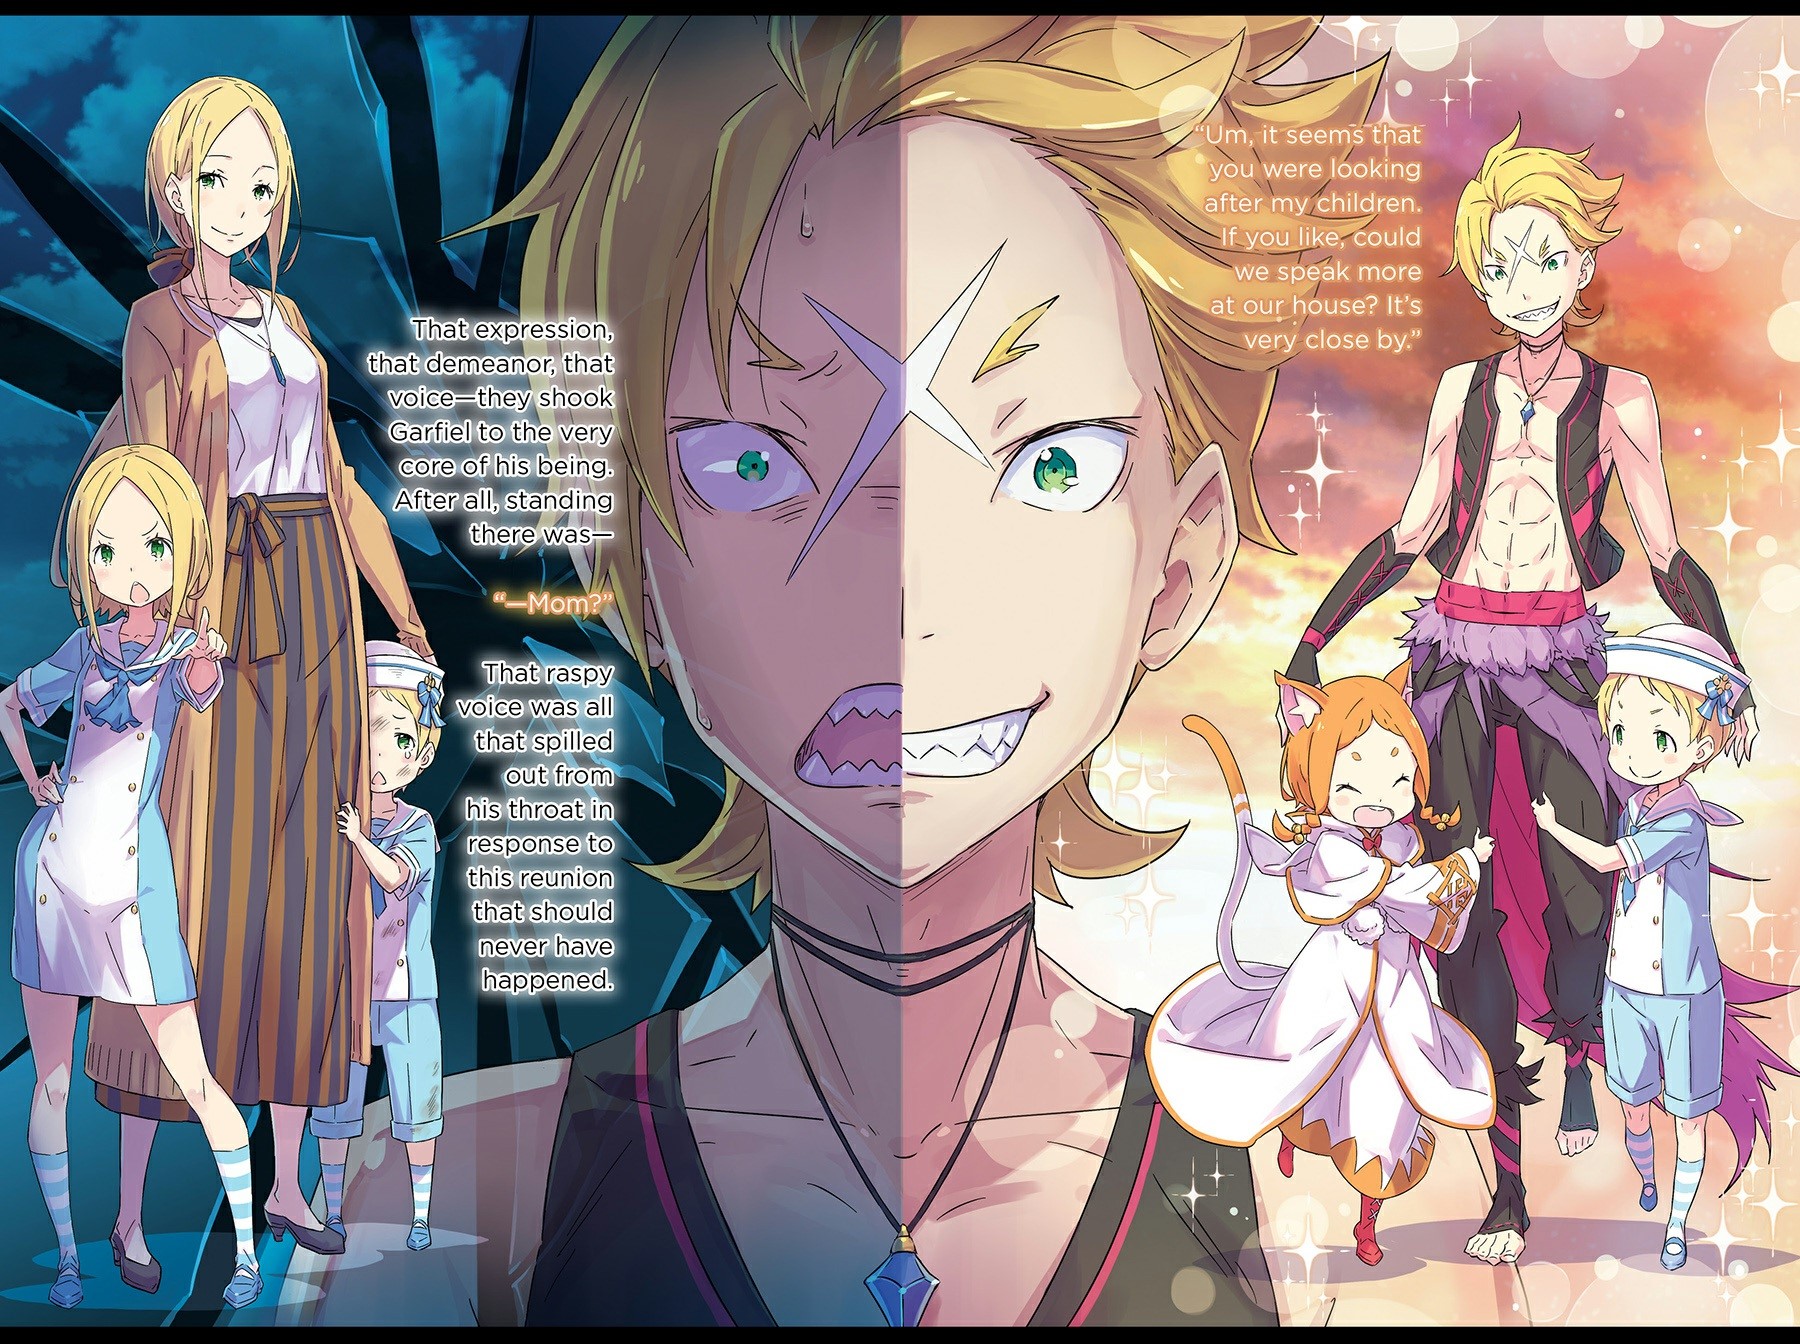 That expression,
that demeanor, that
voice—they shook
Garfiel to the very
core of his being.
After all, standing
there was—
“—Mom?”
That raspy
voice was all
that spilled
out from
his throat in
response to
this reunion
that should
never have
happened.
“Um, it seems that
you were looking
after my children.
If you like, could
we speak more
at our house? It’s
very close by.”